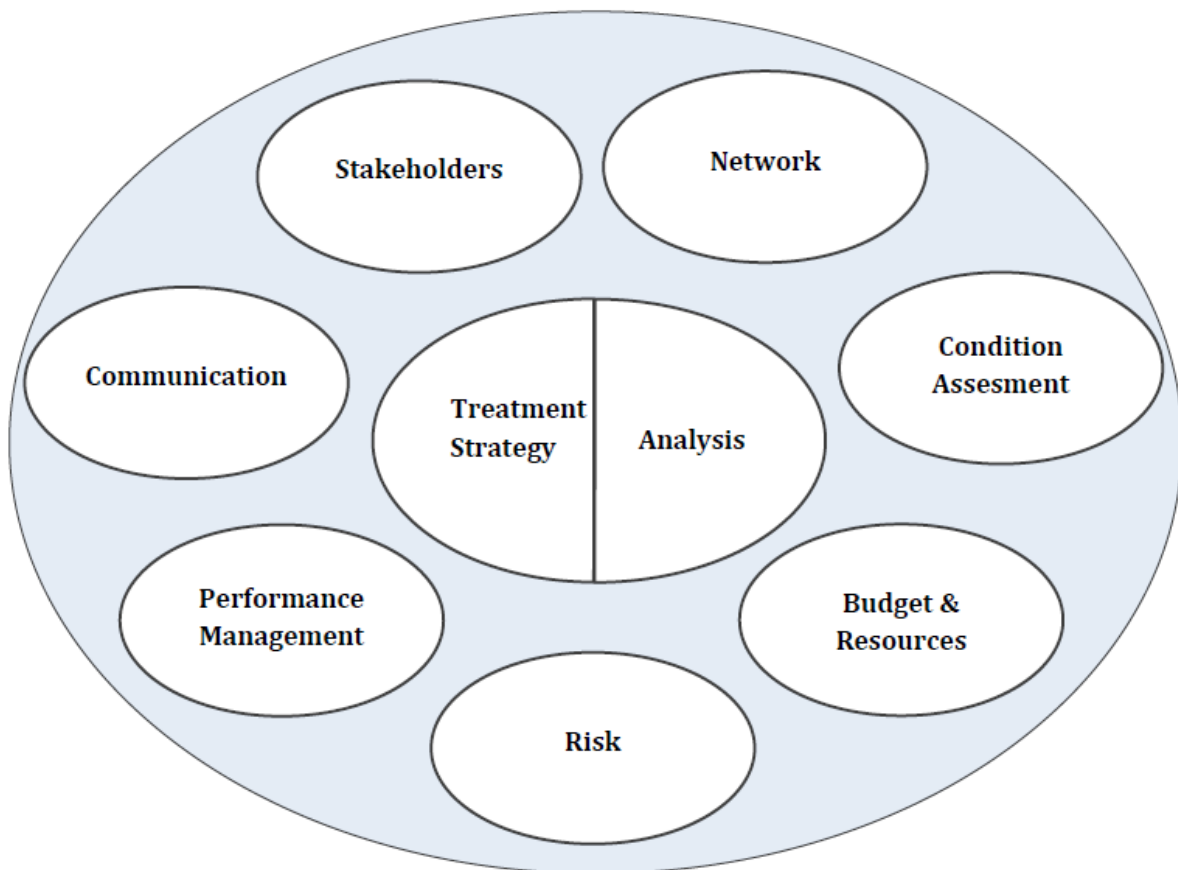 Stakeholders
Network
Communication
Condition
Assesment
Treatment
Strategy
Analysis
Performance
Management
Budget &
Resources
Risk